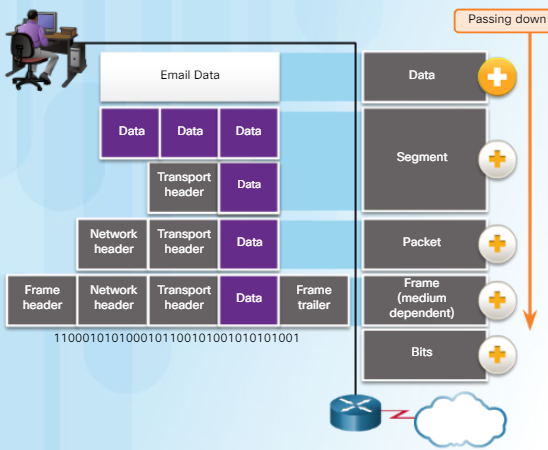 Passing down
Email Data
Data
Data
Data
Data
Segment
Transport
header
Data
Network
header
Transport
header
Data
Packet
Frame
header
Network
header
Transport
header
Data
Frame
trailer
Frame
(medium
dependent)
1100010101000101100101001010101001
Bits